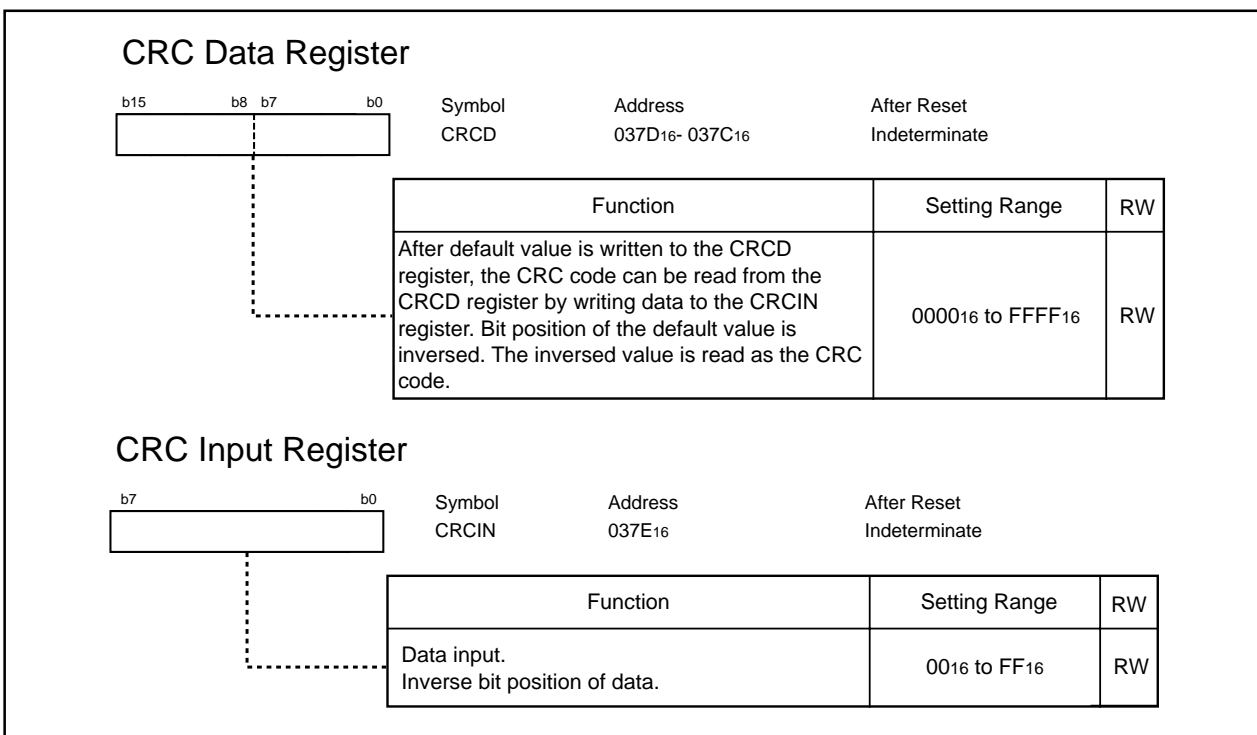 CRC Data Register
b15 b8 b7 b0 Symbol Address After Reset
CRCD 037D16- 037C16 Indeterminate
Function Setting Range RW
After default value is written to the CRCD
register, the CRC code can be read from the
CRCD register by writing data to the CRCIN
register. Bit position of the default value is
inversed. The inversed value is read as the CRC
code.
000016 to FFFF16 RW
CRC Input Register
b7 b0 Symbol Address After Reset
CRCIN 037E16 Indeterminate
Function Setting Range RW
Data input.
Inverse bit position of data.
0016 to FF16 RW